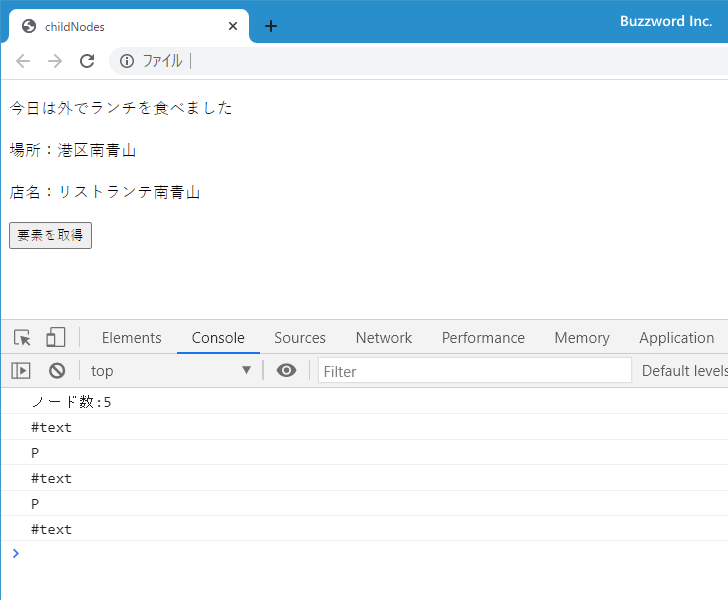 childNodes
Buzzword Inc.
ファイル
今日は外でランチを食べました
場所：港区南青山
店名：リストランテ南青山
要素を取得
Elements Console Sources Network Performance Memory Application
top Filter Default levels
ノード数:5
#text
P
#text
P
#text